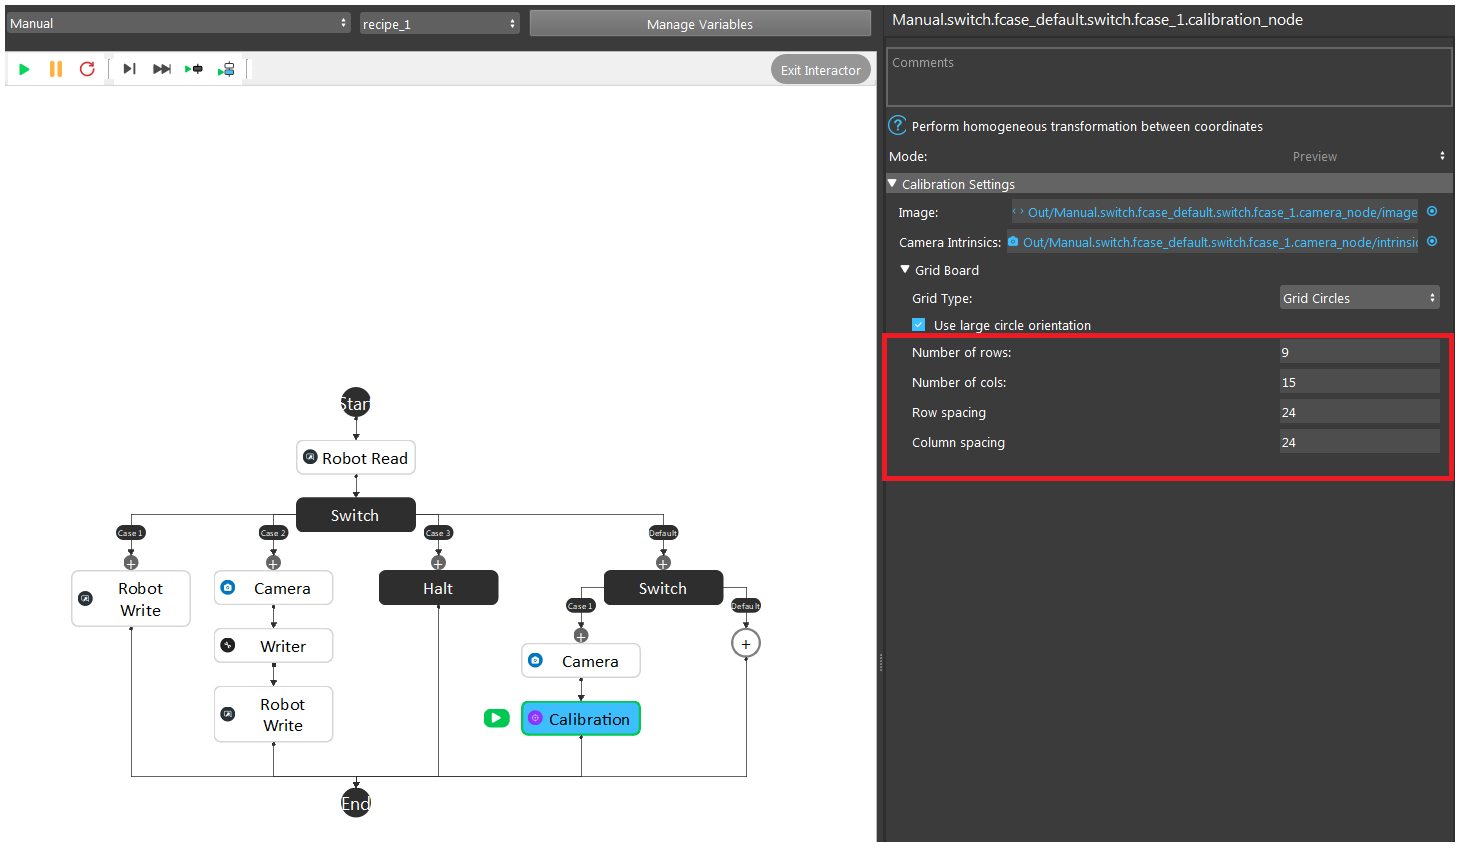 Manual
recipe_1
Manage Variables
Exit Interactor
Start
Robot Read
Switch
Case 1
Case 2
Case 3
Default
Robot
Write
Camera
Halt
Switch
Writer
Case 1
Default
Robot
Write
Camera
Calibration
End
Manual.switch.fcase_default.switch.fcase_1.calibration_node
Comments
? Perform homogeneous transformation between coordinates
Mode: Preview
Calibration Settings
Image: Out/Manual.switch.fcase_default.switch.fcase_1.camera_node/image
Camera Intrinsics: Out/Manual.switch.fcase_default.switch.fcase_1.camera_node/intrinsic
Grid Board
Grid Type: Grid Circles
Use large circle orientation
Number of rows: 9
Number of cols: 15
Row spacing 24
Column spacing 24